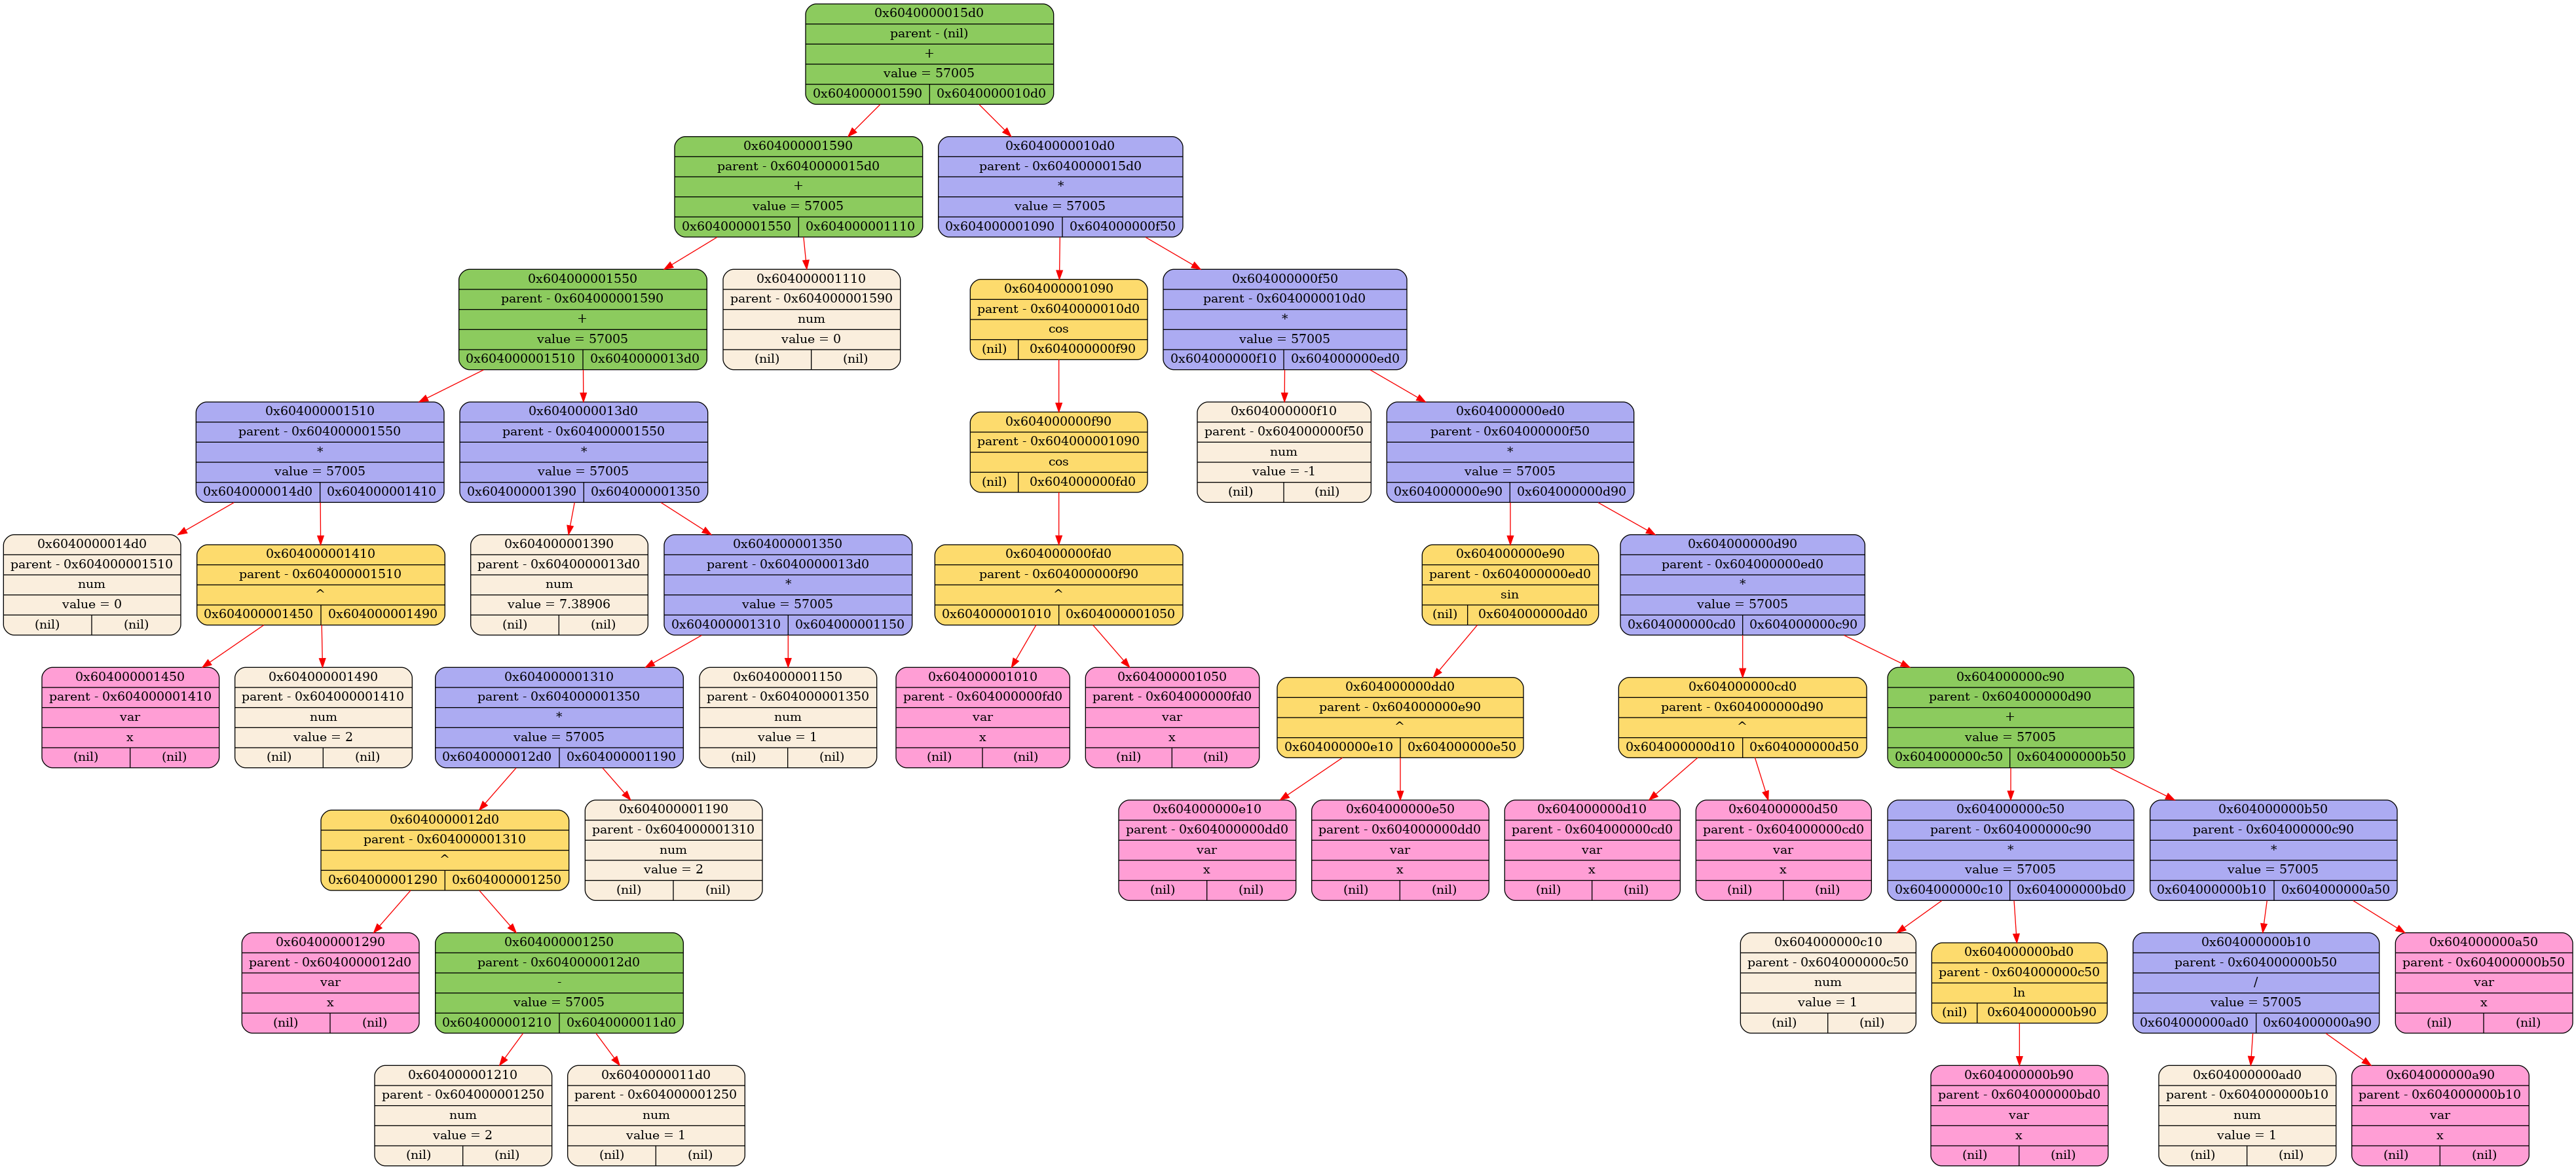 0x6040000015d0
parent - (nil)
+
value = 57005
0x604000001590 0x6040000010d0
0x604000001590
parent - 0x6040000015d0
+
value = 57005
0x604000001550 0x604000001110
0x6040000010d0
parent - 0x6040000015d0
*
value = 57005
0x604000001090 0x604000000f50
0x604000001550
parent - 0x604000001590
+
value = 57005
0x604000001510 0x6040000013d0
0x604000001110
parent - 0x604000001590
num
value = 0
(nil) (nil)
0x604000001090
parent - 0x6040000010d0
cos
(nil) 0x604000000f90
0x604000000f50
parent - 0x6040000010d0
*
value = 57005
0x604000000f10 0x604000000ed0
0x604000001510
parent - 0x604000001550
*
value = 57005
0x6040000014d0 0x604000001410
0x6040000013d0
parent - 0x604000001550
*
value = 57005
0x604000001390 0x604000001350
0x604000000f90
parent - 0x604000001090
cos
(nil) 0x604000000fd0
0x604000000f10
parent - 0x604000000f50
num
value = -1
(nil) (nil)
0x604000000ed0
parent - 0x604000000f50
*
value = 57005
0x604000000e90 0x604000000d90
0x6040000014d0
parent - 0x604000001510
num
value = 0
(nil) (nil)
0x604000001410
parent - 0x604000001510
^
0x604000001450 0x604000001490
0x604000001390
parent - 0x6040000013d0
num
value = 7.38906
(nil) (nil)
0x604000001350
parent - 0x6040000013d0
*
value = 57005
0x604000001310 0x604000001150
0x604000000fd0
parent - 0x604000000f90
^
0x604000001010 0x604000001050
0x604000000e90
parent - 0x604000000ed0
sin
(nil) 0x604000000dd0
0x604000000d90
parent - 0x604000000ed0
*
value = 57005
0x604000000cd0 0x604000000c90
0x604000001450
parent - 0x604000001410
var
x
(nil) (nil)
0x604000001490
parent - 0x604000001410
num
value = 2
(nil) (nil)
0x604000001310
parent - 0x604000001350
*
value = 57005
0x6040000012d0 0x604000001190
0x604000001150
parent - 0x604000001350
num
value = 1
(nil) (nil)
0x604000001010
parent - 0x604000000fd0
var
x
(nil) (nil)
0x604000001050
parent - 0x604000000fd0
var
x
(nil) (nil)
0x604000000dd0
parent - 0x604000000e90
^
0x604000000e10 0x604000000e50
0x604000000cd0
parent - 0x604000000d90
^
0x604000000d10 0x604000000d50
0x604000000c90
parent - 0x604000000d90
+
value = 57005
0x604000000c50 0x604000000b50
0x6040000012d0
parent - 0x604000001310
^
0x604000001290 0x604000001250
0x604000001190
parent - 0x604000001310
num
value = 2
(nil) (nil)
0x604000000e10
parent - 0x604000000dd0
var
x
(nil) (nil)
0x604000000e50
parent - 0x604000000dd0
var
x
(nil) (nil)
0x604000000d10
parent - 0x604000000cd0
var
x
(nil) (nil)
0x604000000d50
parent - 0x604000000cd0
var
x
(nil) (nil)
0x604000000c50
parent - 0x604000000c90
*
value = 57005
0x604000000c10 0x604000000bd0
0x604000000b50
parent - 0x604000000c90
*
value = 57005
0x604000000b10 0x604000000a50
0x604000001290
parent - 0x6040000012d0
var
x
(nil) (nil)
0x604000001250
parent - 0x6040000012d0
-
value = 57005
0x604000001210 0x6040000011d0
0x604000000c10
parent - 0x604000000c50
num
value = 1
(nil) (nil)
0x604000000bd0
parent - 0x604000000c50
ln
(nil) 0x604000000b90
0x604000000b10
parent - 0x604000000b50
/
value = 57005
0x604000000ad0 0x604000000a90
0x604000000a50
parent - 0x604000000b50
var
x
(nil) (nil)
0x604000001210
parent - 0x604000001250
num
value = 2
(nil) (nil)
0x6040000011d0
parent - 0x604000001250
num
value = 1
(nil) (nil)
0x604000000b90
parent - 0x604000000bd0
var
x
(nil) (nil)
0x604000000ad0
parent - 0x604000000b10
num
value = 1
(nil) (nil)
0x604000000a90
parent - 0x604000000b10
var
x
(nil) (nil)